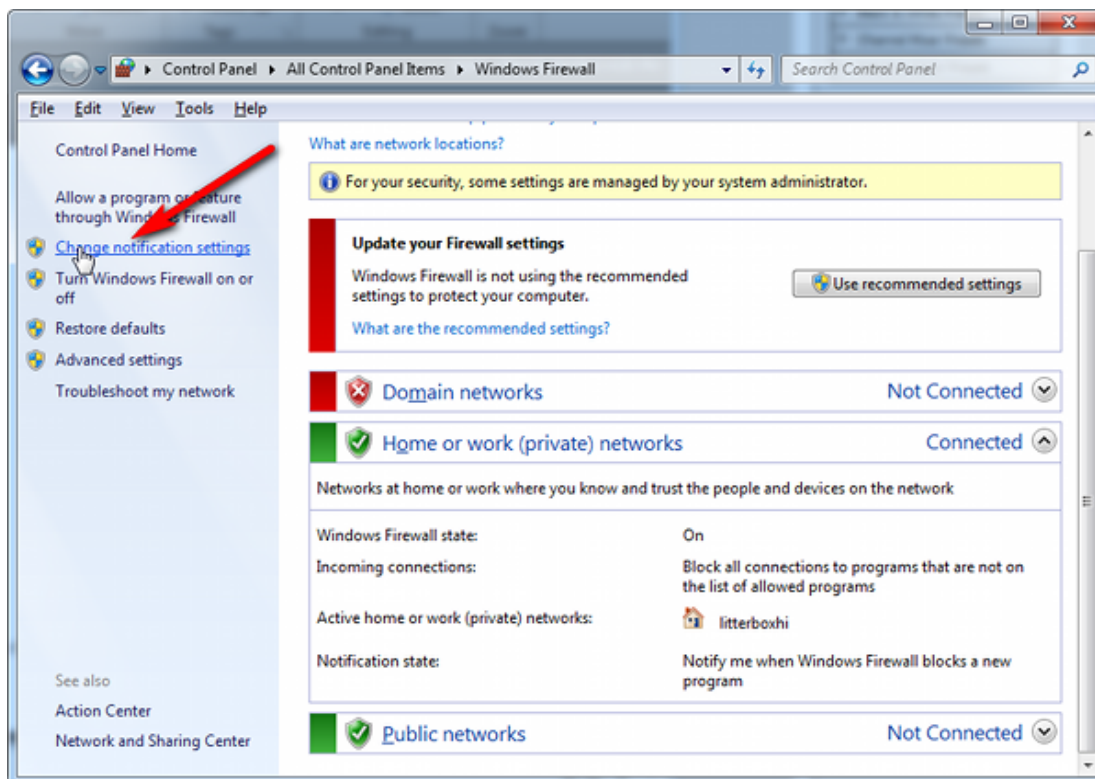 Control Panel ▸ All Control Panel Items ▸ Windows Firewall
Search Control Panel
File Edit View Tools Help
Control Panel Home
Allow a program or feature
through Windows Firewall
Change notification settings
Turn Windows Firewall on or
off
Restore defaults
Advanced settings
Troubleshoot my network
See also
Action Center
Network and Sharing Center
What are network locations?
For your security, some settings are managed by your system administrator.
Update your Firewall settings
Windows Firewall is not using the recommended
settings to protect your computer.
Use recommended settings
What are the recommended settings?
Domain networks Not Connected
Home or work (private) networks Connected
Networks at home or work where you know and trust the people and devices on the network
Windows Firewall state: On
Incoming connections: Block all connections to programs that are not on
the list of allowed programs
Active home or work (private) networks: litterboxhi
Notification state: Notify me when Windows Firewall blocks a new
program
Public networks Not Connected